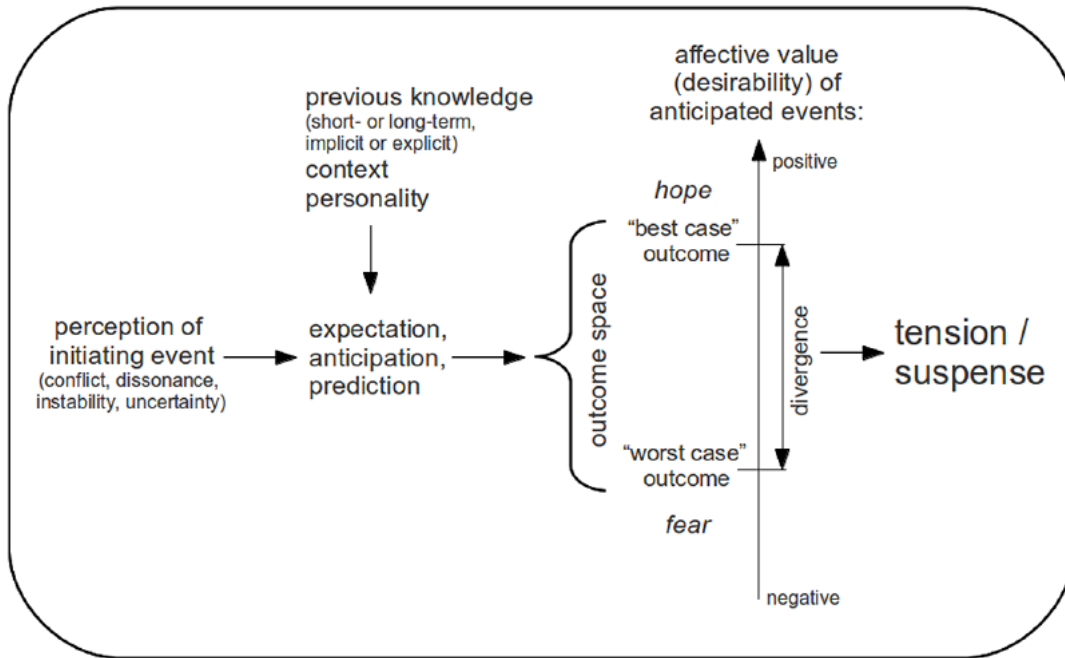 affective value
(desirability) of
anticipated events:
previous knowledge
(short- or long-term,
implicit or explicit)
context
personality
positive
hope
“best case”
outcome
perception of
initiating event
(conflict, dissonance,
instability, uncertainty)
expectation,
anticipation,
prediction
outcome space
divergence
tension /
suspense
“worst case”
outcome
fear
negative